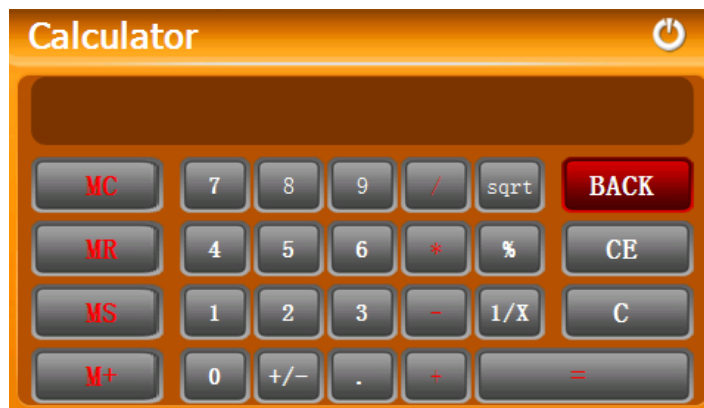 Calculator
MC 7 8 9 / sqrt BACK
MR 4 5 6 * % CE
MS 1 2 3 - 1/X C
M+ 0 +/- . + =